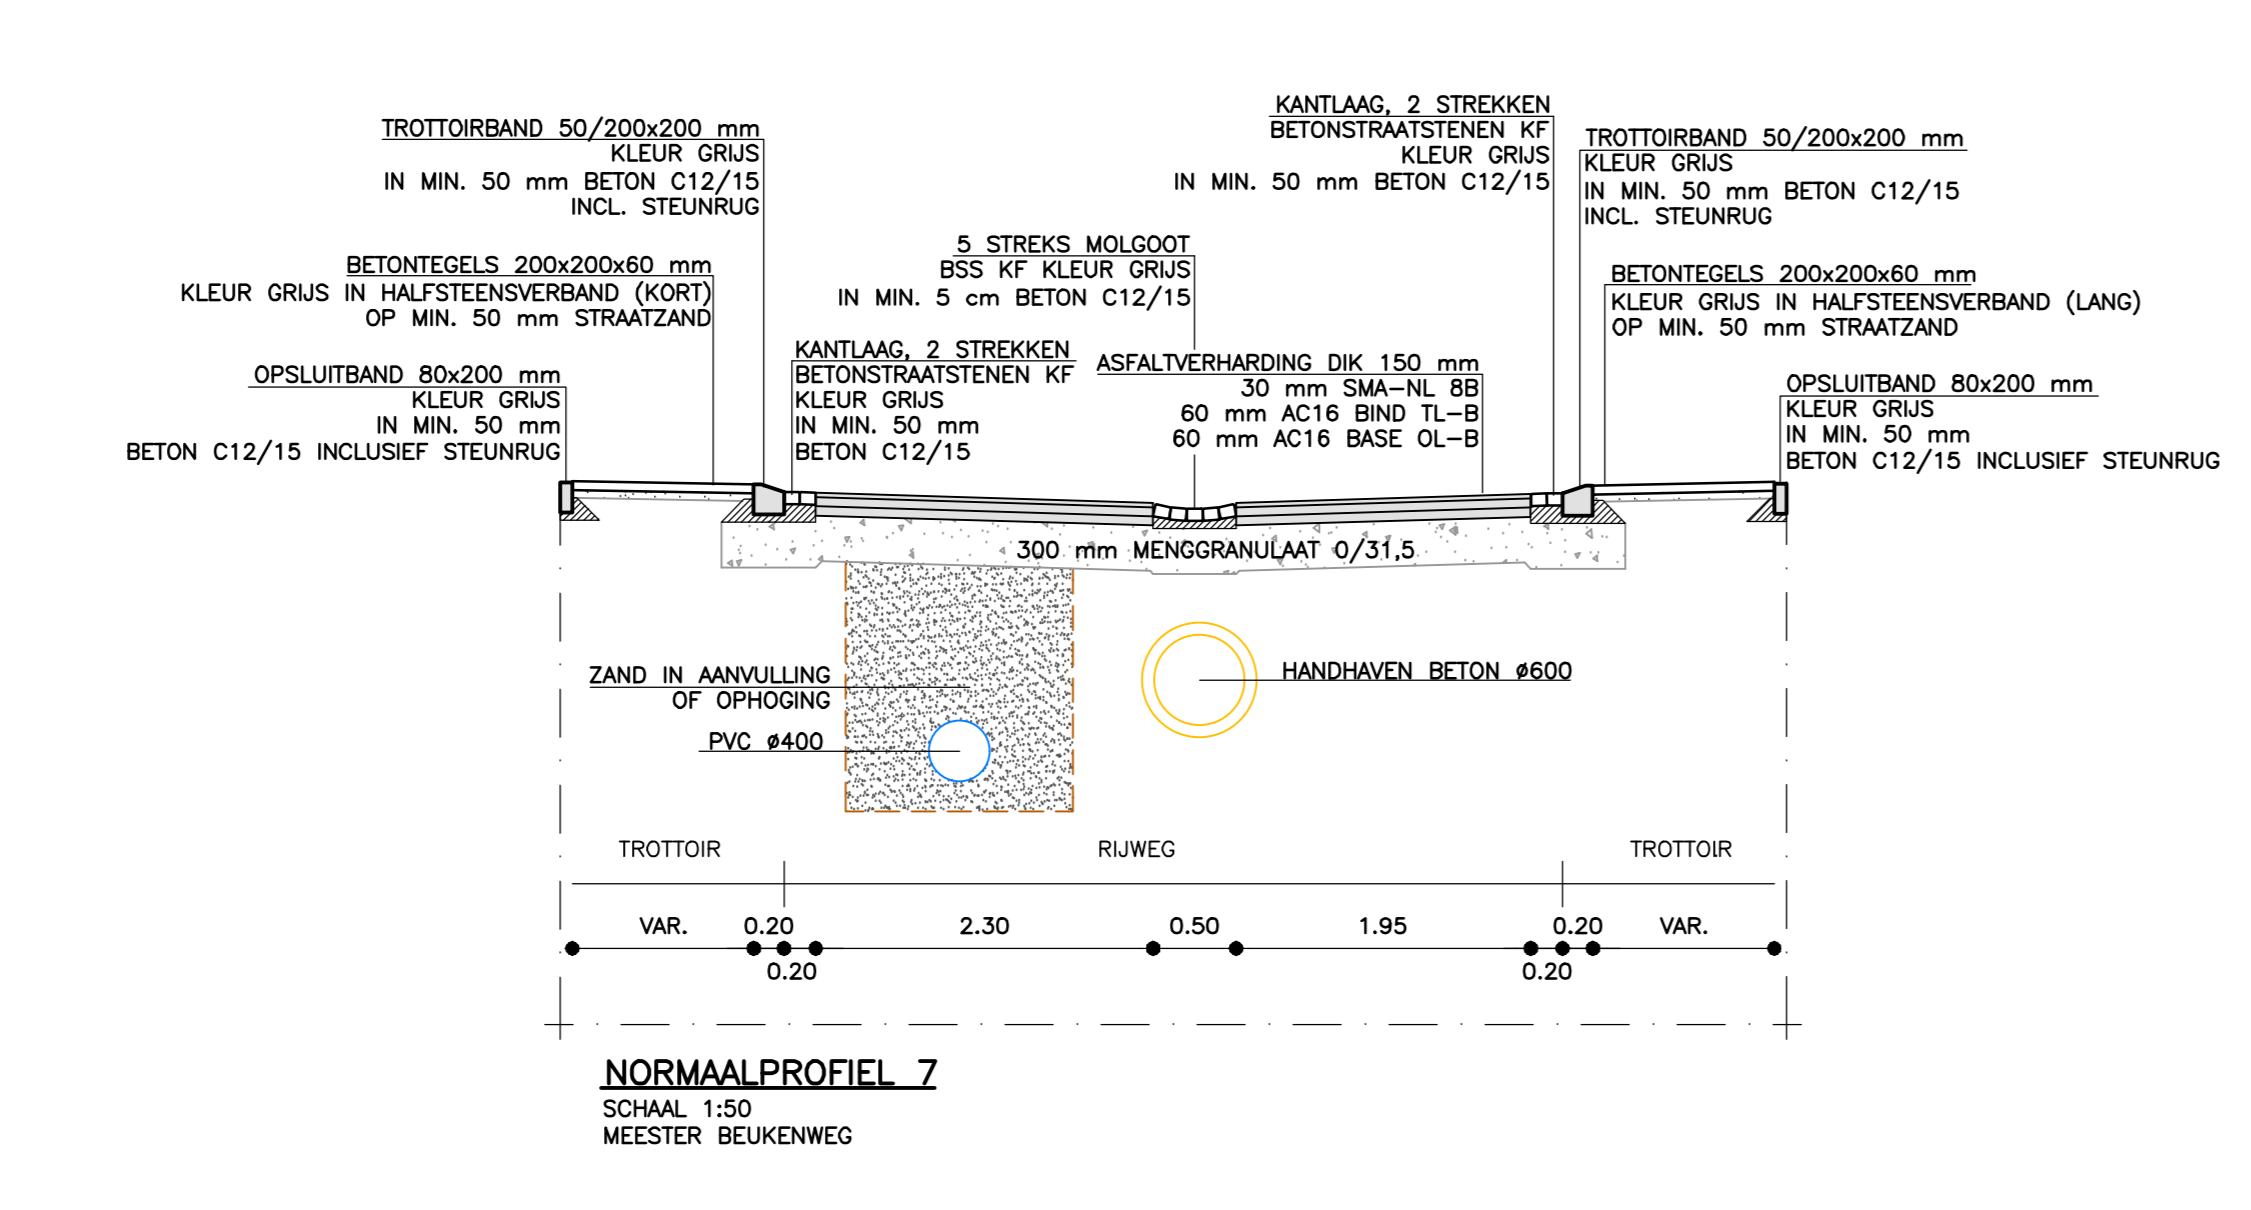 TROTTOIRBAND 50/200x200 mm
KLEUR GRIJS
IN MIN. 50 mm BETON C12/15
INCL. STEUNRUG
BETONTEGELS 200x200x60 mm
KLEUR GRIJS IN HALFSTEENSVERBAND (KORT)
OP MIN. 50 mm STRAATZAND
OPSLUITBAND 80x200 mm
KLEUR GRIJS
IN MIN. 50 mm
BETON C12/15 INCLUSIEF STEUNRUG
KANTLAAG, 2 STREKKEN
BETONSTRAATSTENEN KF
KLEUR GRIJS
IN MIN. 50 mm
BETON C12/15
5 STREKS MOLGOOT
BSS KF KLEUR GRIJS
IN MIN. 5 cm BETON C12/15
KANTLAAG, 2 STREKKEN
BETONSTRAATSTENEN KF
KLEUR GRIJS
IN MIN. 50 mm BETON C12/15
ASFALTVERHARDING DIK 150 mm
30 mm SMA-NL 8B
60 mm AC16 BIND TL-B
60 mm AC16 BASE OL-B
TROTTOIRBAND 50/200x200 mm
KLEUR GRIJS
IN MIN. 50 mm BETON C12/15
INCL. STEUNRUG
BETONTEGELS 200x200x60 mm
KLEUR GRIJS IN HALFSTEENSVERBAND (LANG)
OP MIN. 50 mm STRAATZAND
OPSLUITBAND 80x200 mm
KLEUR GRIJS
IN MIN. 50 mm
BETON C12/15 INCLUSIEF STEUNRUG
300 mm MENGGRANULAAT 0/31,5
ZAND IN AANVULLING
OF OPHOGING
PVC ø400
HANDHAVEN BETON ø600
TROTTOIR RIJWEG TROTTOIR
VAR. 0.20 2.30 0.50 1.95 0.20 VAR.
0.20 0.20
NORMAALPROFIEL 7
SCHAAL 1:50
MEESTER BEUKENWEG